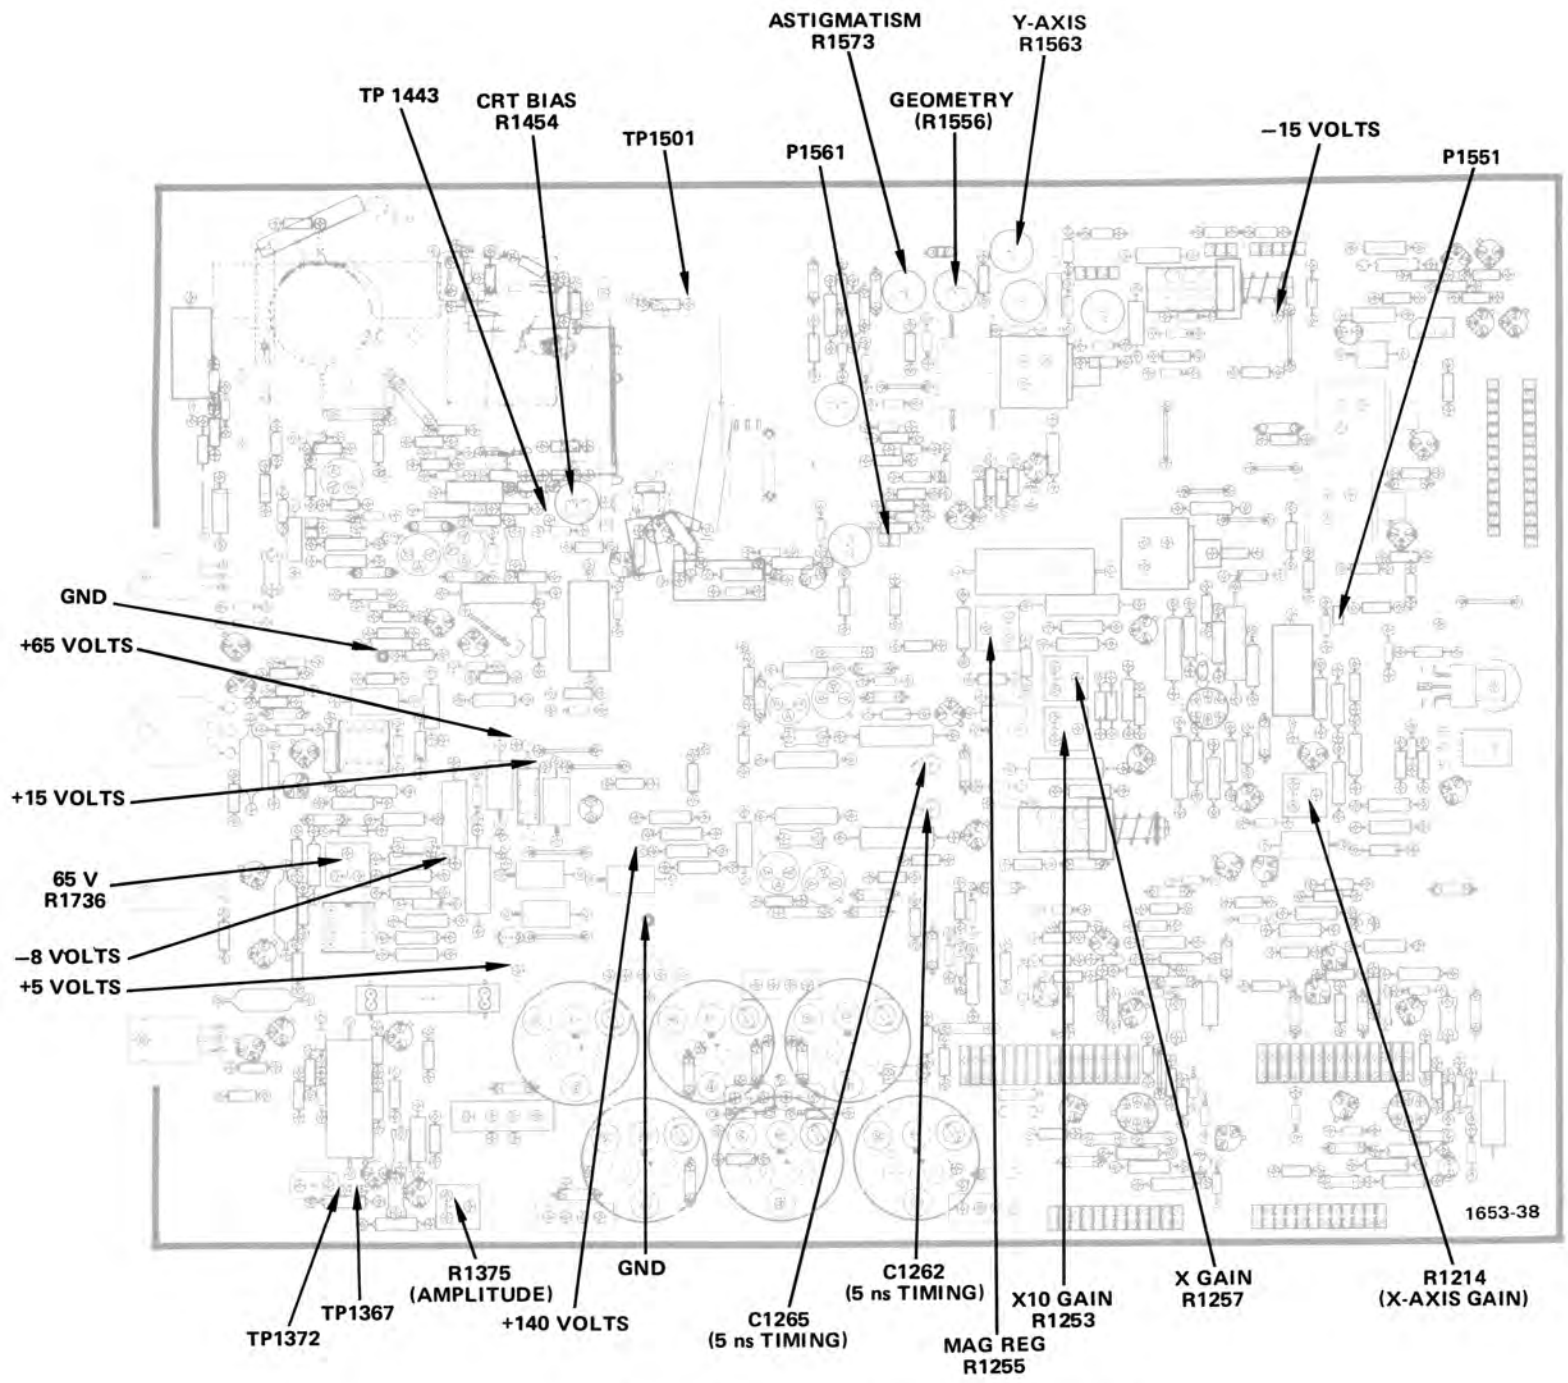 ASTIGMATISM
R1573
Y-AXIS
R1563
TP 1443
CRT BIAS
R1454
GEOMETRY
(R1556)
TP1501
P1561
−15 VOLTS
P1551
GND
+65 VOLTS
+15 VOLTS
65 V
R1736
−8 VOLTS
+5 VOLTS
1653-38
R1375
(AMPLITUDE)
GND
C1262
(5 ns TIMING)
X GAIN
R1257
R1214
(X-AXIS GAIN)
TP1372
TP1367
+140 VOLTS
C1265
(5 ns TIMING)
X10 GAIN
R1253
MAG REG
R1255